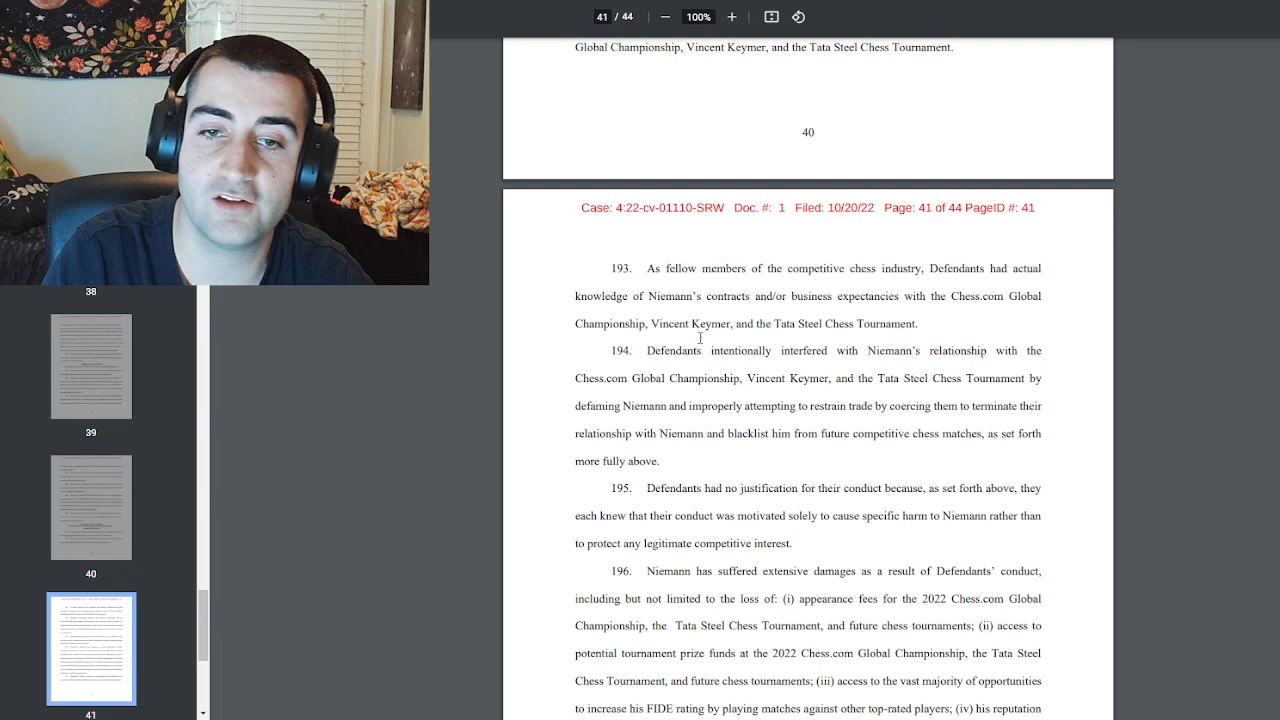 41 / 44
100%
Global Championship, Vincent Keymer, and the Tata Steel Chess Tournament.
40
Case: 4:22-cv-01110-SRW Doc. #: 1 Filed: 10/20/22 Page: 41 of 44 PageID #: 41
193. As fellow members of the competitive chess industry, Defendants had actual
knowledge of Niemann’s contracts and/or business expectancies with the Chess.com Global
Championship, Vincent Keymer, and the Tata Steel Chess Tournament.
194. Defendants intentionally interfered with Niemann’s relationship with the
Chess.com Global Championship, Vincent Keymer, and the Tata Steel Chess Tournament by
defaming Niemann and improperly attempting to restrain trade by coercing them to terminate their
relationship with Niemann and blacklist him from future competitive chess matches, as set forth
more fully above.
195. Defendants had no justification for their conduct because, as set forth above, they
each knew that their conduct was motivated solely to cause specific harm to Niemann rather than
to protect any legitimate competitive interest.
196. Niemann has suffered extensive damages as a result of Defendants’ conduct,
including but not limited to the loss of: (i) appearance fees for the 2022 Chess.com Global
Championship, the Tata Steel Chess Tournament, and future chess tournaments; (ii) access to
potential tournament prize funds at the 2022 Chess.com Global Championship, the Tata Steel
Chess Tournament, and future chess tournaments; (iii) access to the vast majority of opportunities
to increase his FIDE rating by playing matches against other top-rated players; (iv) his reputation
38
39
40
41